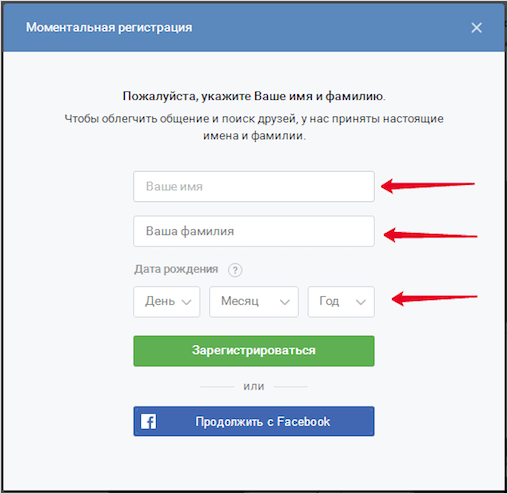 Моментальная регистрация
Пожалуйста, укажите Ваше имя и фамилию.
Чтобы облегчить общение и поиск друзей, у нас приняты настоящие
имена и фамилии.
Ваше имя
Ваша фамилия
Дата рождения ?
День Месяц Год
Зарегистрироваться
или
f Продолжить с Facebook